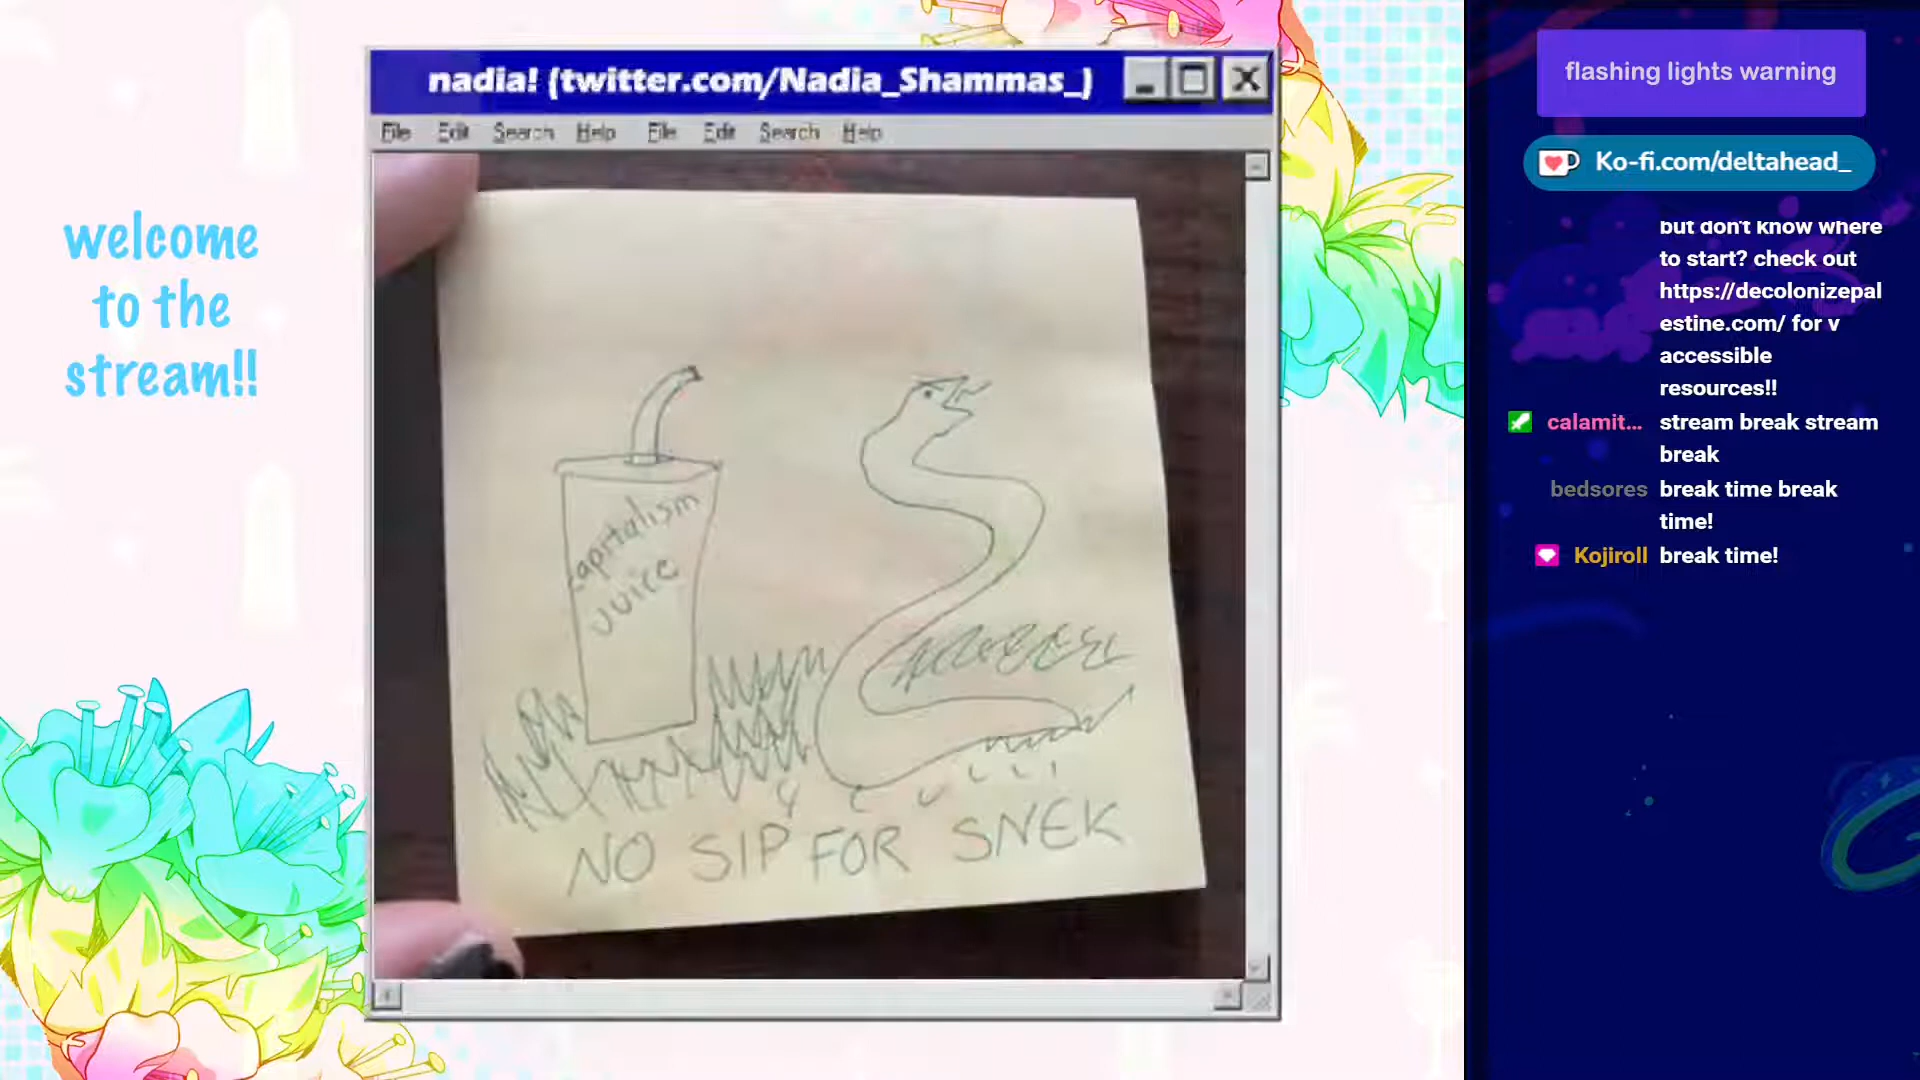 welcome
to the
stream!!
nadia! (twitter.com/Nadia_Shammas_)
File Edit Search Help File Edit Search Help
capitalism
juice
NO SIP FOR SNEK
flashing lights warning
Ko-fi.com/deltahead_
but don't know where
to start? check out
https://decolonizepal
estine.com/ for v
accessible
resources!!
calamit... stream break stream
break
bedsores break time break
time!
Kojiroll break time!